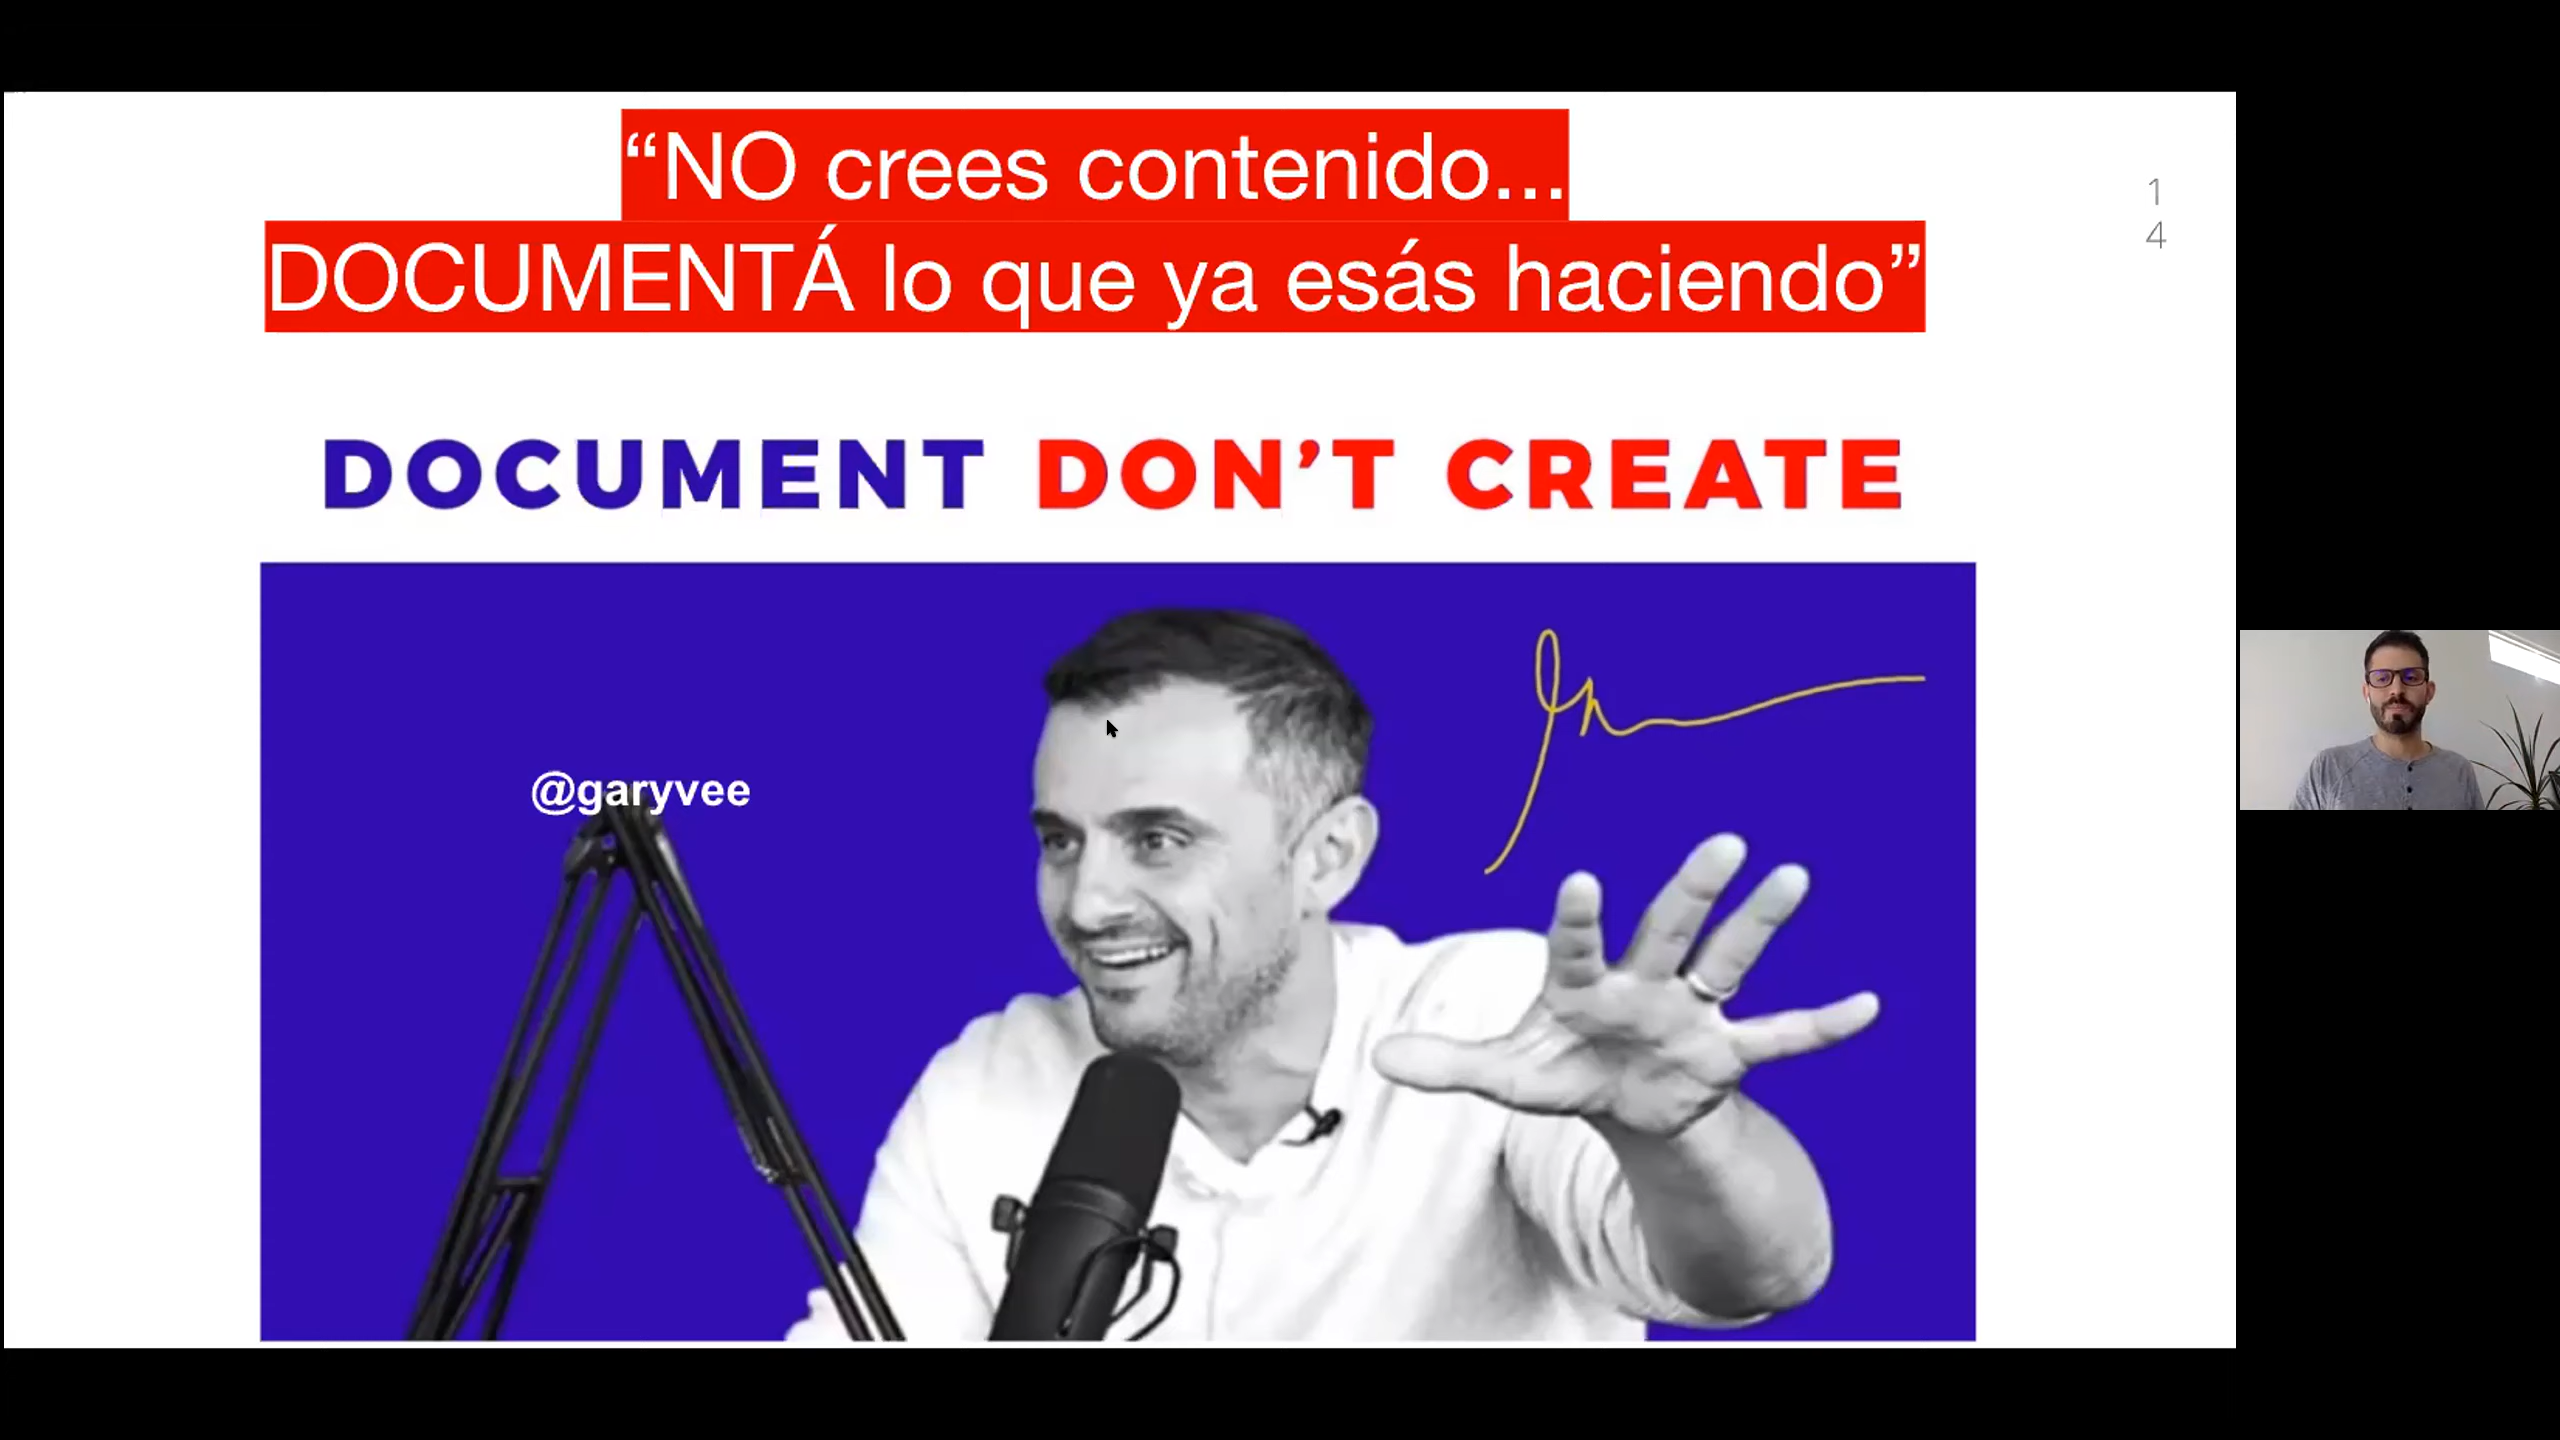 “NO crees contenido...
DOCUMENTÁ lo que ya esás haciendo”
1
4
DOCUMENT DON’T CREATE
@garyvee